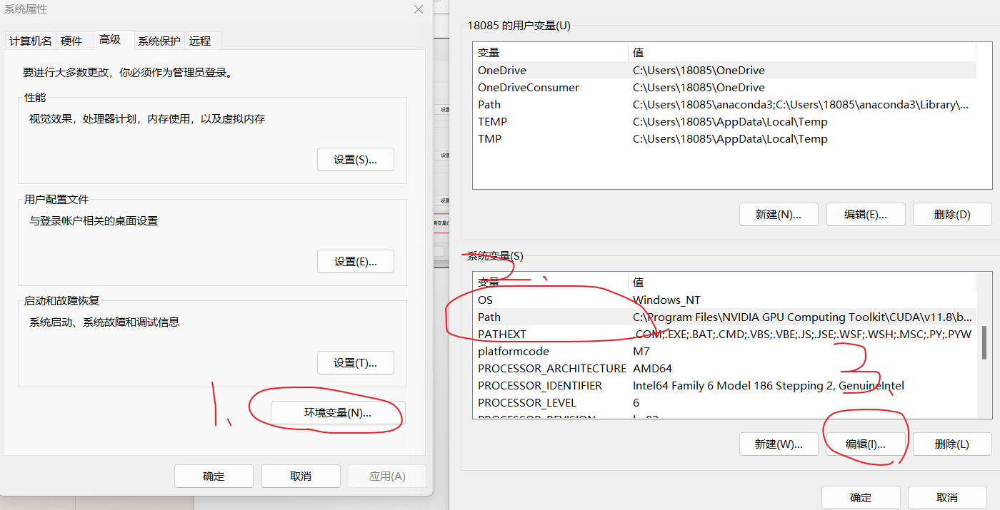 系统属性
计算机名 硬件 高级 系统保护 远程
要进行大多数更改，你必须作为管理员登录。
性能
视觉效果，处理器计划，内存使用，以及虚拟内存
设置(S)...
用户配置文件
与登录帐户相关的桌面设置
设置(E)...
启动和故障恢复
系统启动、系统故障和调试信息
设置(T)...
1、
环境变量(N)...
确定 取消 应用(A)
设置
设置
设置
18085 的用户变量(U)
变量 值
OneDrive C:\Users\18085\OneDrive
OneDriveConsumer C:\Users\18085\OneDrive
Path C:\Users\18085\anaconda3;C:\Users\18085\anaconda3\Library\...
TEMP C:\Users\18085\AppData\Local\Temp
TMP C:\Users\18085\AppData\Local\Temp
新建(N)... 编辑(E)... 删除(D)
系统变量(S)
2、
变量 值
OS Windows_NT
Path C:\Program Files\NVIDIA GPU Computing Toolkit\CUDA\v11.8\b...
PATHEXT .COM;.EXE;.BAT;.CMD;.VBS;.VBE;.JS;.JSE;.WSF;.WSH;.MSC;.PY;.PYW
platformcode M7
PROCESSOR_ARCHITECTURE AMD64
PROCESSOR_IDENTIFIER Intel64 Family 6 Model 186 Stepping 2, GenuineIntel
PROCESSOR_LEVEL 6
3、
新建(W)... 编辑(I)... 删除(L)
确定 取消